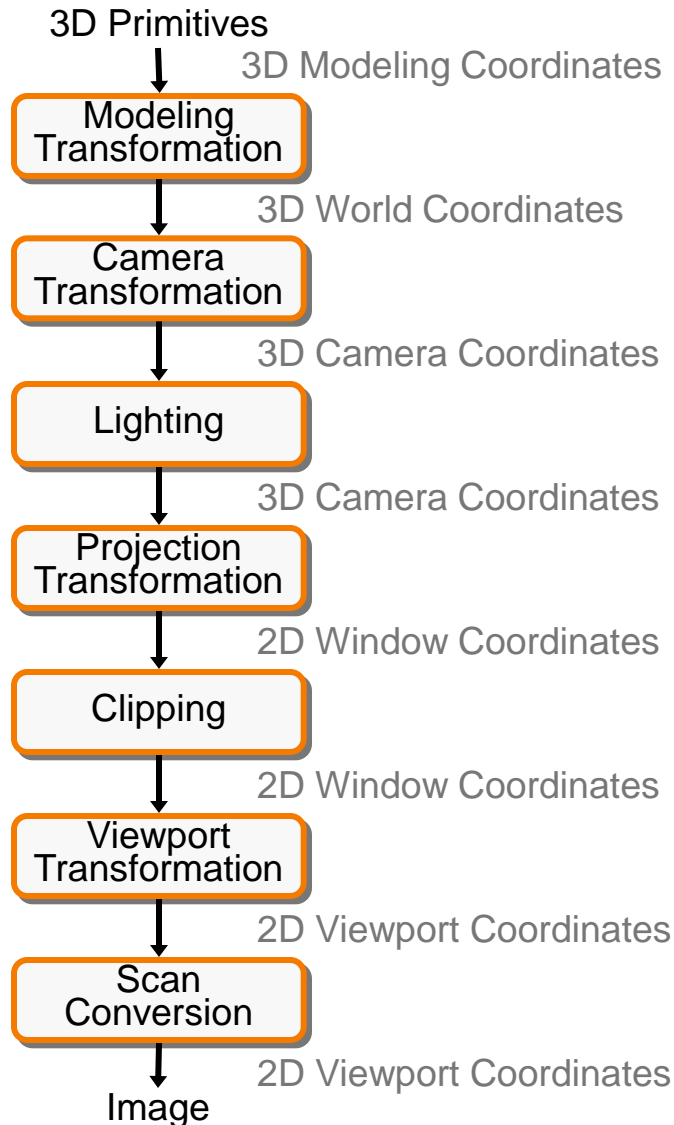 3D Primitives
3D Modeling Coordinates
Modeling
Transformation
3D World Coordinates
Camera
Transformation
3D Camera Coordinates
Lighting
3D Camera Coordinates
Projection
Transformation
2D Window Coordinates
Clipping
2D Window Coordinates
Viewport
Transformation
2D Viewport Coordinates
Scan
Conversion
2D Viewport Coordinates
Image